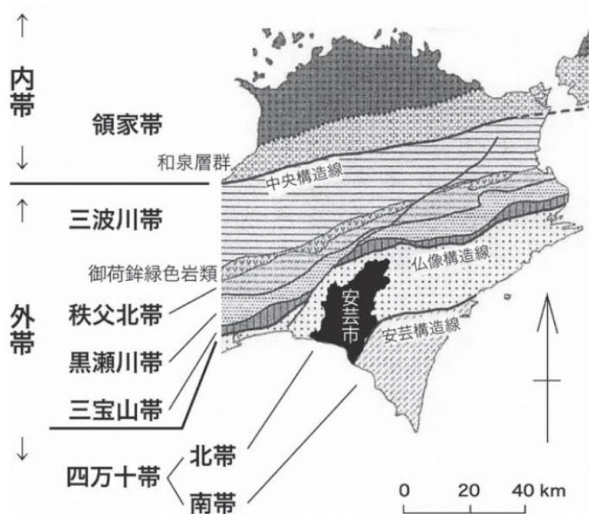 内帯
領家帯
和泉層群
中央構造線
三波川帯
御荷鉾緑色岩類
仏像構造線
秩父北帯
安芸市
安芸構造線
外帯
黒瀬川帯
三宝山帯
四万十帯
北帯
南帯
0 20 40 km